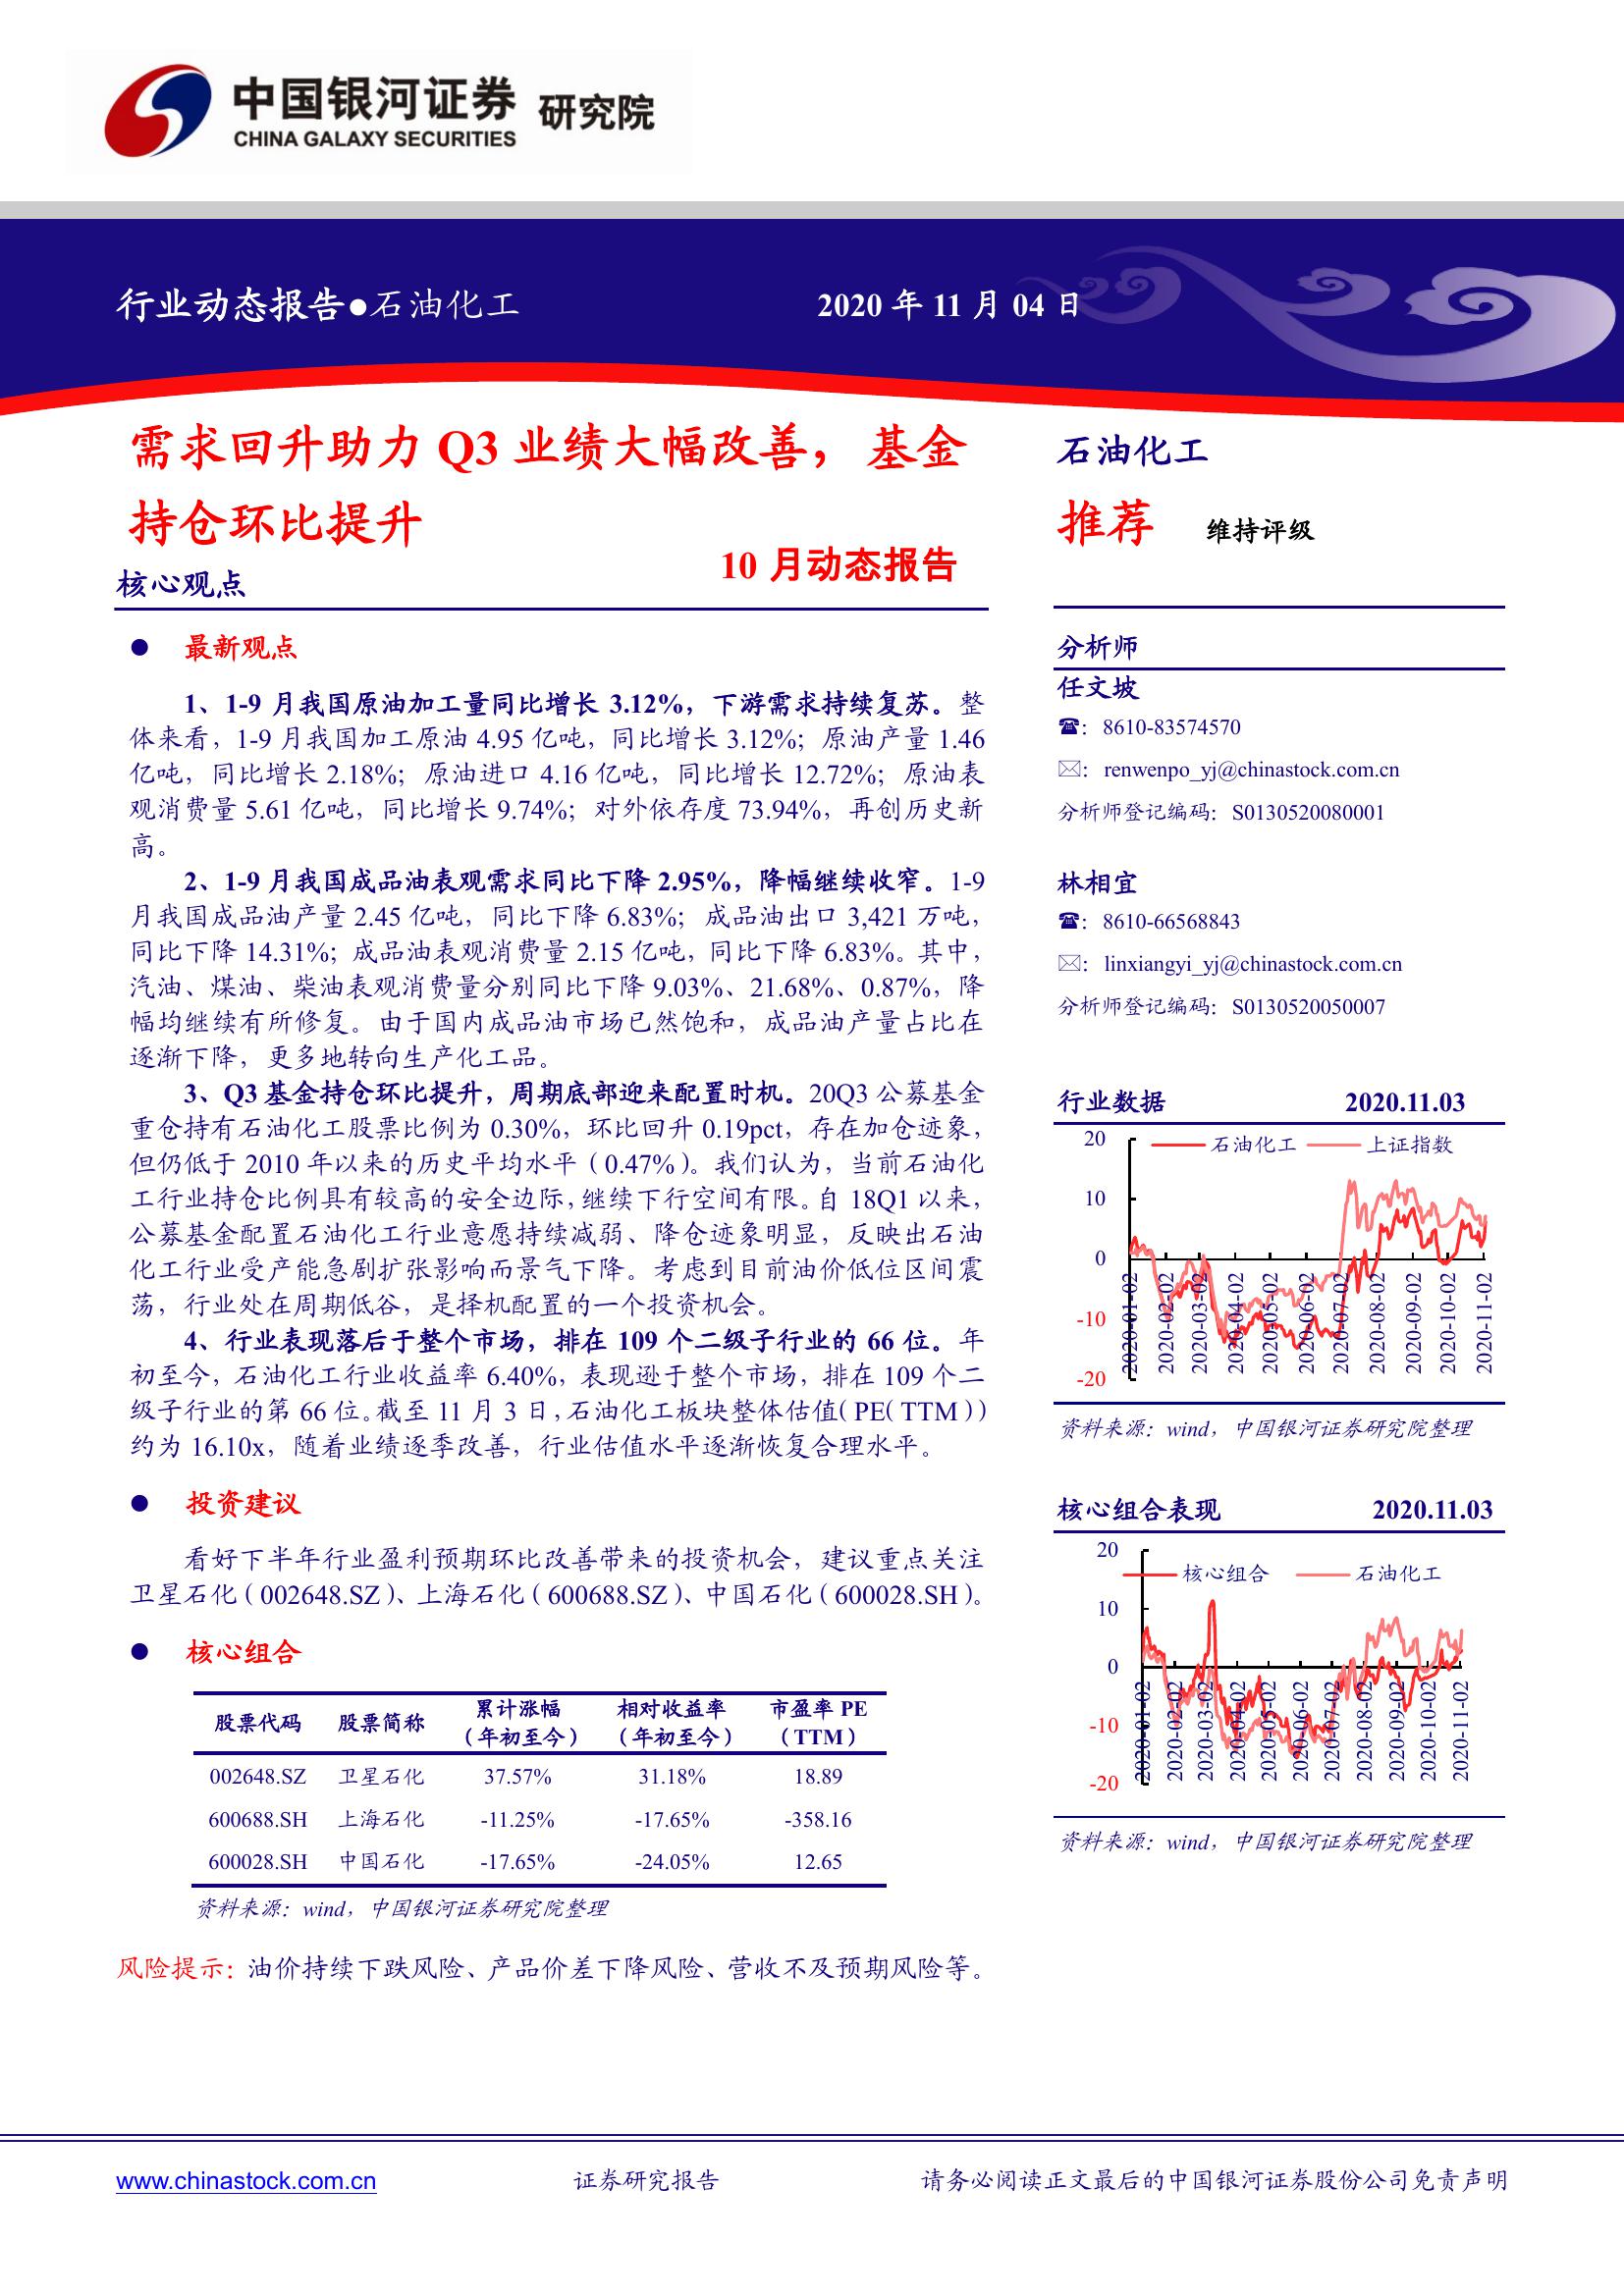 中国银河证券 研究院
CHINA GALAXY SECURITIES
行业动态报告●石油化工 2020 年 11 月 04 日
需求回升助力 Q3 业绩大幅改善，基金
持仓环比提升
10 月动态报告
核心观点
● 最新观点
1、1-9 月我国原油加工量同比增长 3.12%，下游需求持续复苏。整
体来看，1-9 月我国加工原油 4.95 亿吨，同比增长 3.12%；原油产量 1.46
亿吨，同比增长 2.18%；原油进口 4.16 亿吨，同比增长 12.72%；原油表
观消费量 5.61 亿吨，同比增长 9.74%；对外依存度 73.94%，再创历史新
高。
2、1-9 月我国成品油表观需求同比下降 2.95%，降幅继续收窄。1-9
月我国成品油产量 2.45 亿吨，同比下降 6.83%；成品油出口 3,421 万吨，
同比下降 14.31%；成品油表观消费量 2.15 亿吨，同比下降 6.83%。其中，
汽油、煤油、柴油表观消费量分别同比下降 9.03%、21.68%、0.87%，降
幅均继续有所修复。由于国内成品油市场已然饱和，成品油产量占比在
逐渐下降，更多地转向生产化工品。
3、Q3 基金持仓环比提升，周期底部迎来配置时机。20Q3 公募基金
重仓持有石油化工股票比例为 0.30%，环比回升 0.19pct，存在加仓迹象，
但仍低于 2010 年以来的历史平均水平（0.47%）。我们认为，当前石油化
工行业持仓比例具有较高的安全边际，继续下行空间有限。自 18Q1 以来，
公募基金配置石油化工行业意愿持续减弱、降仓迹象明显，反映出石油
化工行业受产能急剧扩张影响而景气下降。考虑到目前油价低位区间震
荡，行业处在周期低谷，是择机配置的一个投资机会。
4、行业表现落后于整个市场，排在 109 个二级子行业的 66 位。年
初至今，石油化工行业收益率 6.40%，表现逊于整个市场，排在 109 个二
级子行业的第 66 位。截至 11 月 3 日，石油化工板块整体估值（PE（TTM））
约为 16.10x，随着业绩逐季改善，行业估值水平逐渐恢复合理水平。
● 投资建议
看好下半年行业盈利预期环比改善带来的投资机会，建议重点关注
卫星石化（002648.SZ）、上海石化（600688.SZ）、中国石化（600028.SH）。
● 核心组合
股票代码 股票简称 累计涨幅（年初至今） 相对收益率（年初至今） 市盈率 PE（TTM）
002648.SZ 卫星石化 37.57% 31.18% 18.89
600688.SH 上海石化 -11.25% -17.65% -358.16
600028.SH 中国石化 -17.65% -24.05% 12.65
资料来源：wind，中国银河证券研究院整理
风险提示：油价持续下跌风险、产品价差下降风险、营收不及预期风险等。
石油化工
推荐 维持评级
分析师
任文坡
☎：8610-83574570
✉：renwenpo_yj@chinastock.com.cn
分析师登记编码：S0130520080001
林相宜
☎：8610-66568843
✉：linxiangyi_yj@chinastock.com.cn
分析师登记编码：S0130520050007
行业数据 2020.11.03
石油化工 上证指数
20
10
0
-10
-20
2020-01-02
2020-02-02
2020-03-02
2020-04-02
2020-05-02
2020-06-02
2020-07-02
2020-08-02
2020-09-02
2020-10-02
2020-11-02
资料来源：wind，中国银河证券研究院整理
核心组合表现 2020.11.03
核心组合 石油化工
20
10
0
-10
-20
2020-01-02
2020-02-02
2020-03-02
2020-04-02
2020-05-02
2020-06-02
2020-07-02
2020-08-02
2020-09-02
2020-10-02
2020-11-02
资料来源：wind，中国银河证券研究院整理
www.chinastock.com.cn 证券研究报告 请务必阅读正文最后的中国银河证券股份公司免责声明